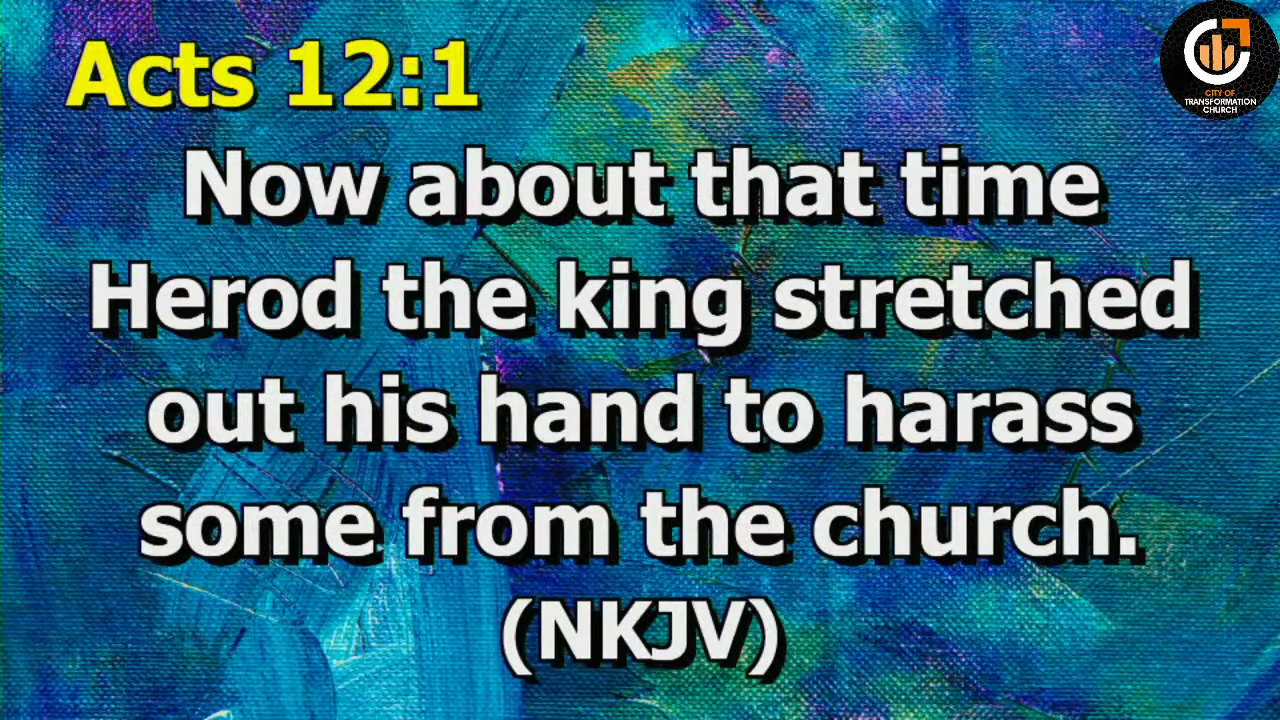 Acts 12:1
Now about that time
Herod the king stretched
out his hand to harass
some from the church.
(NKJV)
CITY OF
TRANSFORMATION
CHURCH